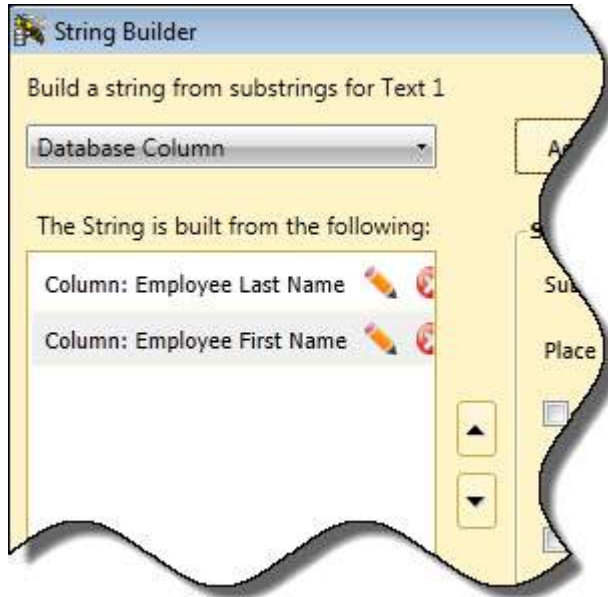 String Builder
Build a string from substrings for Text 1
Database Column
The String is built from the following:
Column: Employee Last Name
Column: Employee First Name
Place